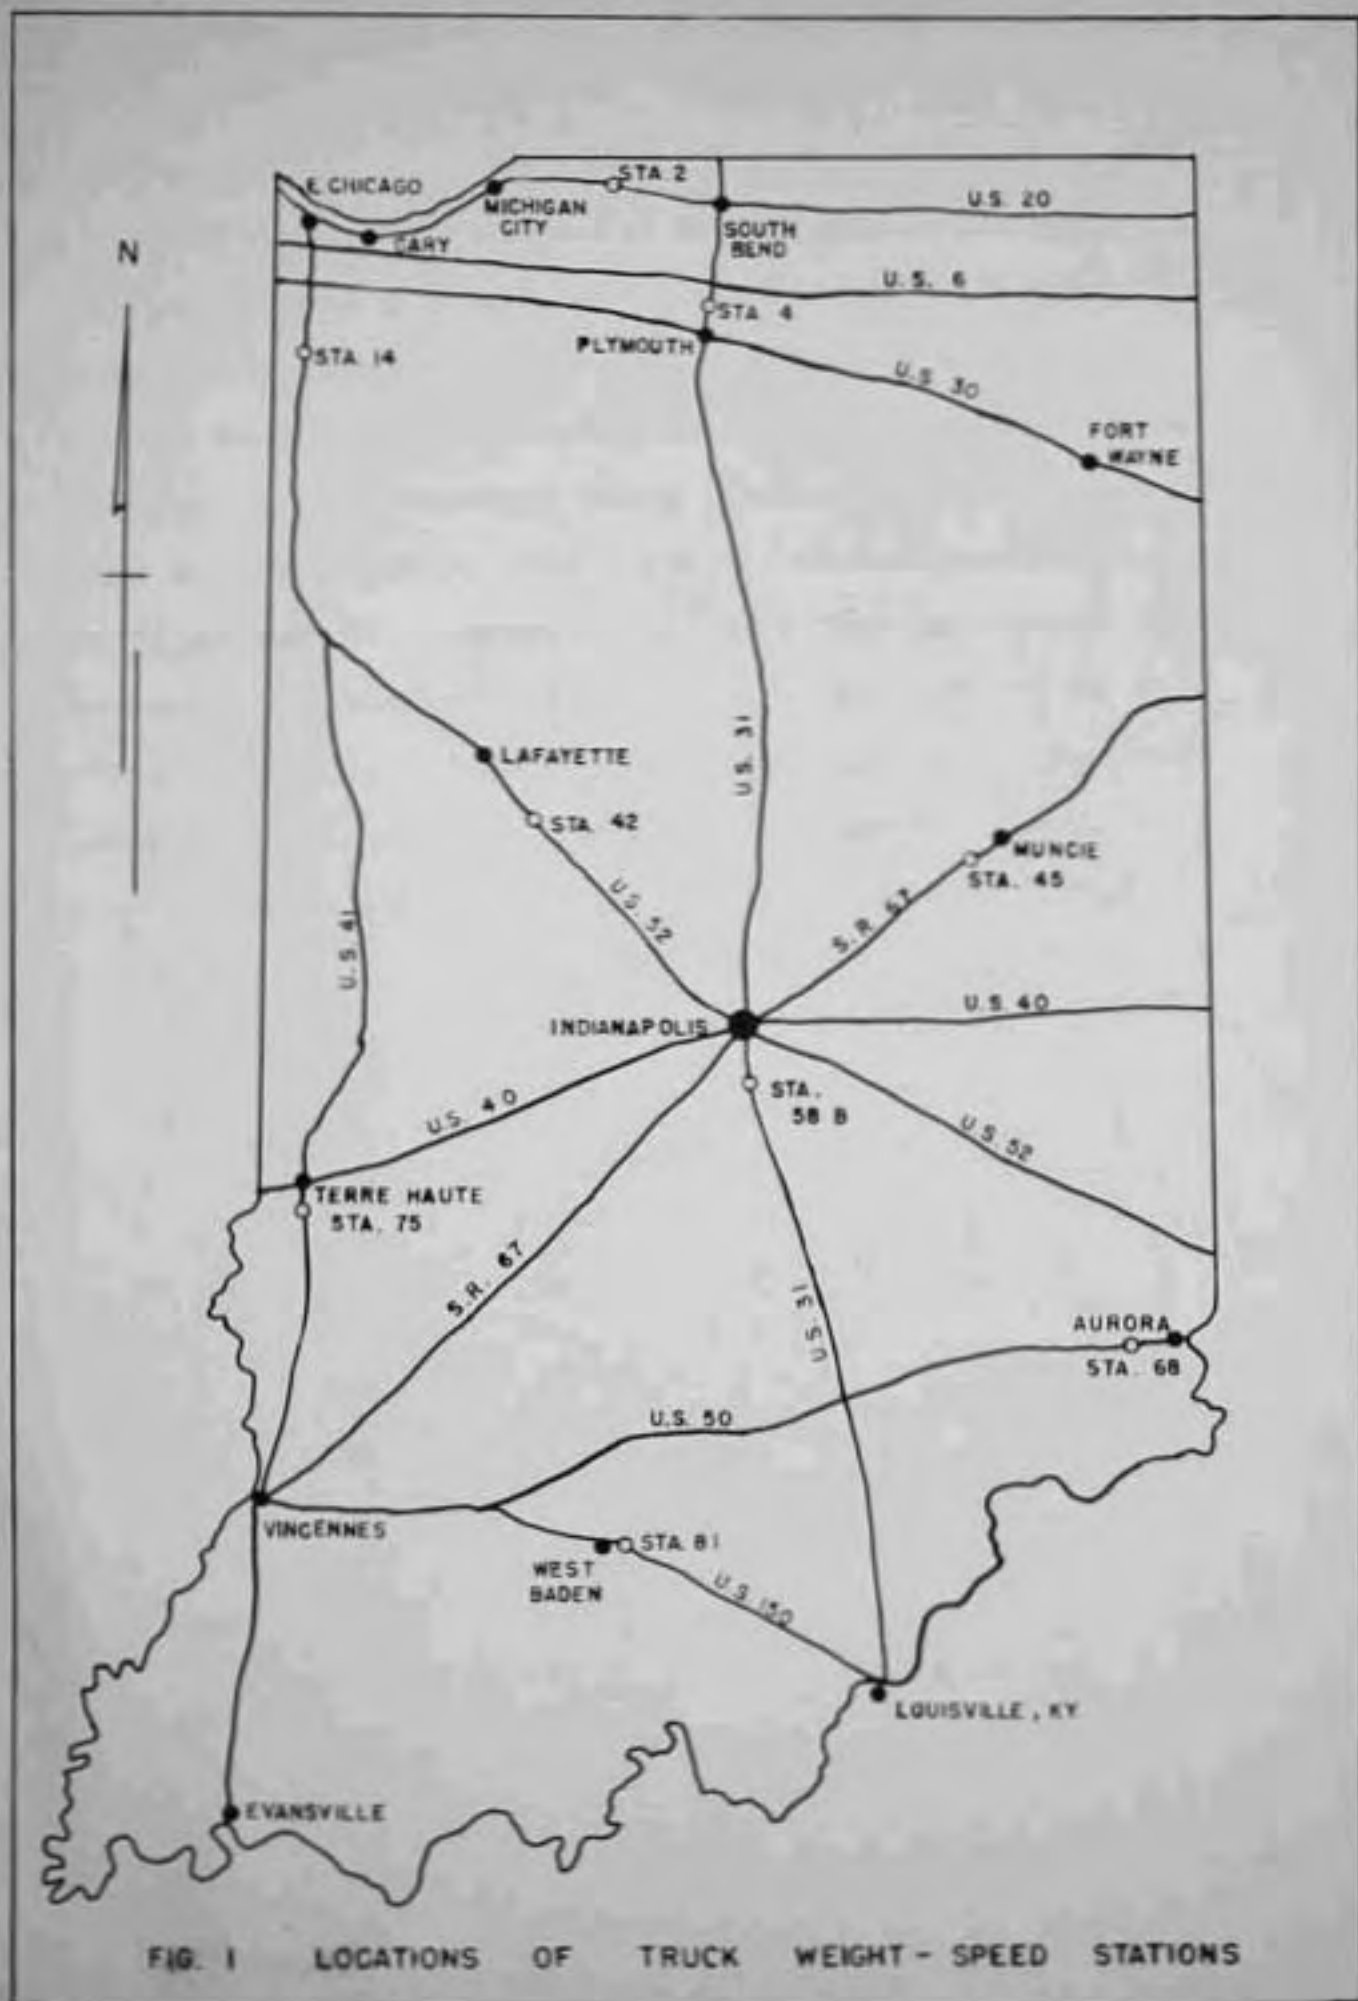 STA. 2
E. CHICAGO
MICHIGAN
CITY
U.S. 20
GARY
SOUTH
BEND
N
U.S. 6
STA. 4
PLYMOUTH
STA. 14
U.S. 30
FORT
WAYNE
U.S. 31
LAFAYETTE
STA. 42
MUNCIE
STA. 45
U.S. 52
S.R. 67
U.S. 41
U.S. 40
INDIANAPOLIS
STA.
58 B
U.S. 40
U.S. 52
TERRE HAUTE
STA. 75
S.R. 67
U.S. 31
AURORA
STA. 68
U.S. 50
VINCENNES
STA. 81
WEST
BADEN
U.S. 150
LOUISVILLE, KY.
EVANSVILLE
FIG. 1 LOCATIONS OF TRUCK WEIGHT - SPEED STATIONS